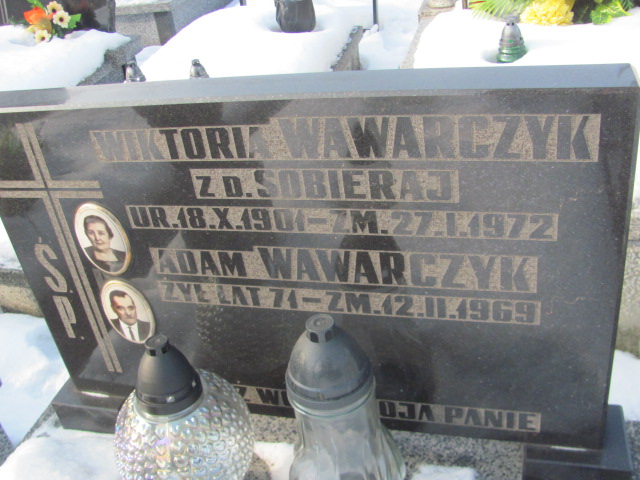 WIKTORIA WAWARCZYK
Z D. SOBIERAJ
UR. 18.X.1901 - ZM. 27.I.1972
ADAM WAWARCZYK
ŻYŁ LAT 71 - ZM. 12.II.1969
Ś.P.
PANIE